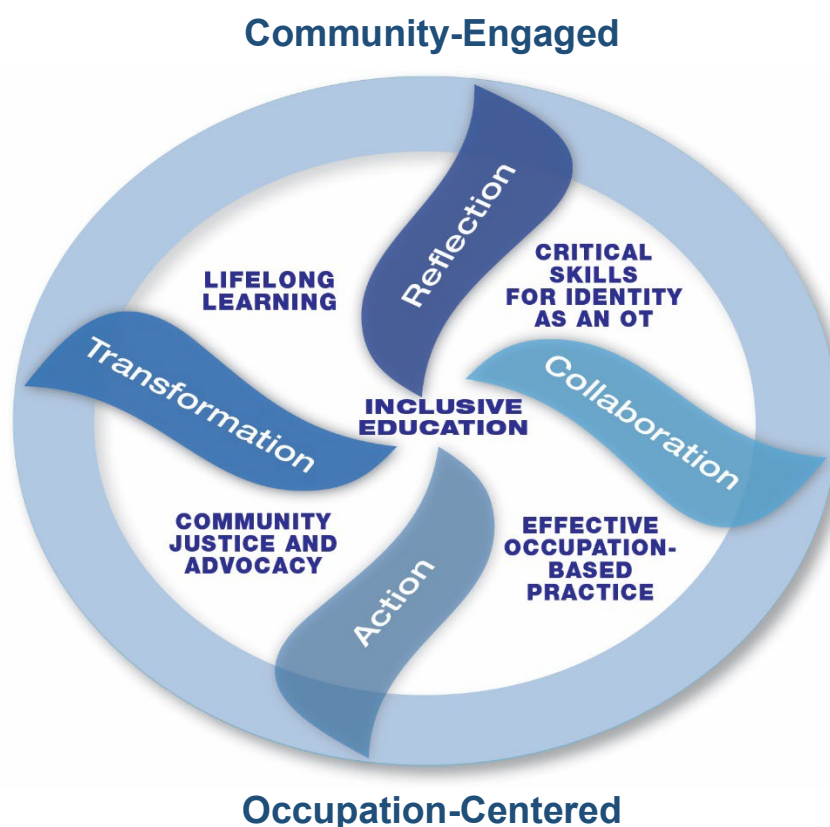 Community-Engaged
Reflection
LIFELONG
LEARNING
CRITICAL
SKILLS
FOR IDENTITY
AS AN OT
Transformation
INCLUSIVE
EDUCATION
Collaboration
COMMUNITY
JUSTICE AND
ADVOCACY
Action
EFFECTIVE
OCCUPATION-
BASED
PRACTICE
Occupation-Centered